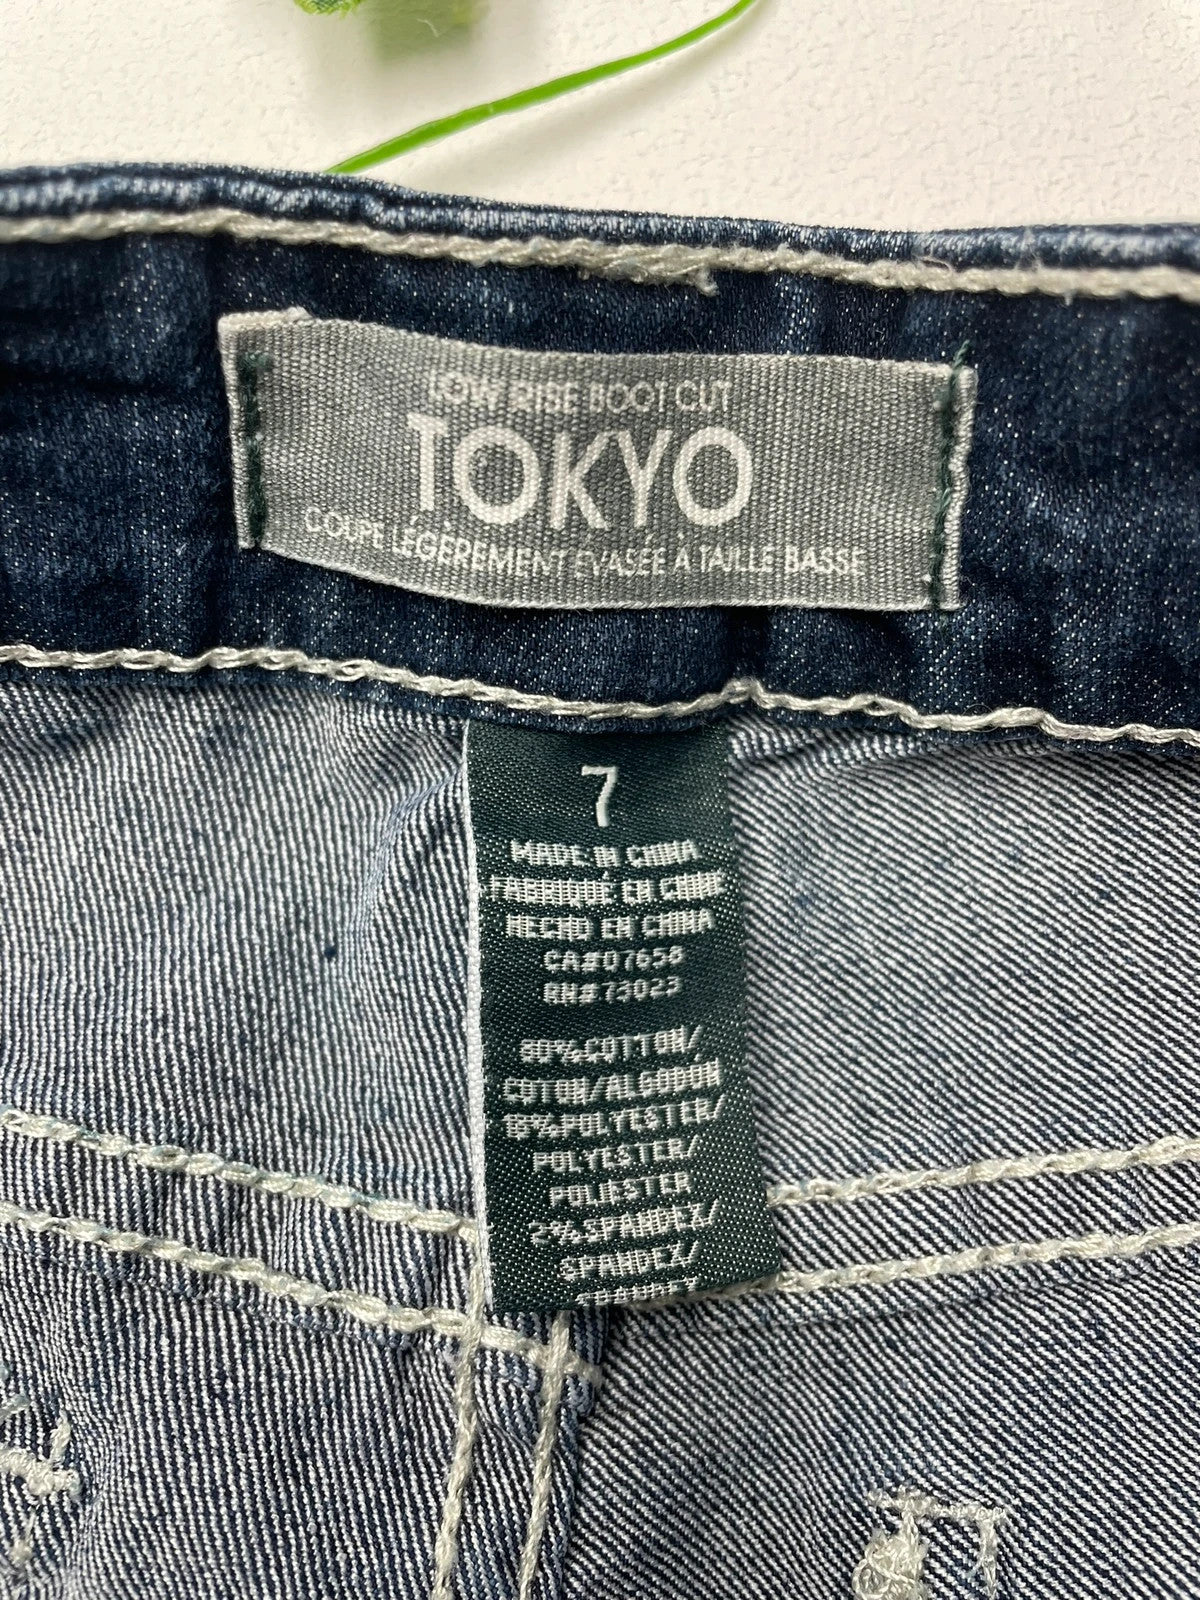 LOW RISE BOOT CUT
TOKYO
COUPE LÉGÈREMENT ÉVASÉE À TAILLE BASSE
7
MADE IN CHINA
FABRIQUÉ EN CHINE
HECHO EN CHINA
CA#07658
RN#73023
80%COTTON/
COTON/ALGODON
18%POLYESTER/
POLYESTER/
POLIESTER
2%SPANDEX/
SPANDEX/
SPANDEX